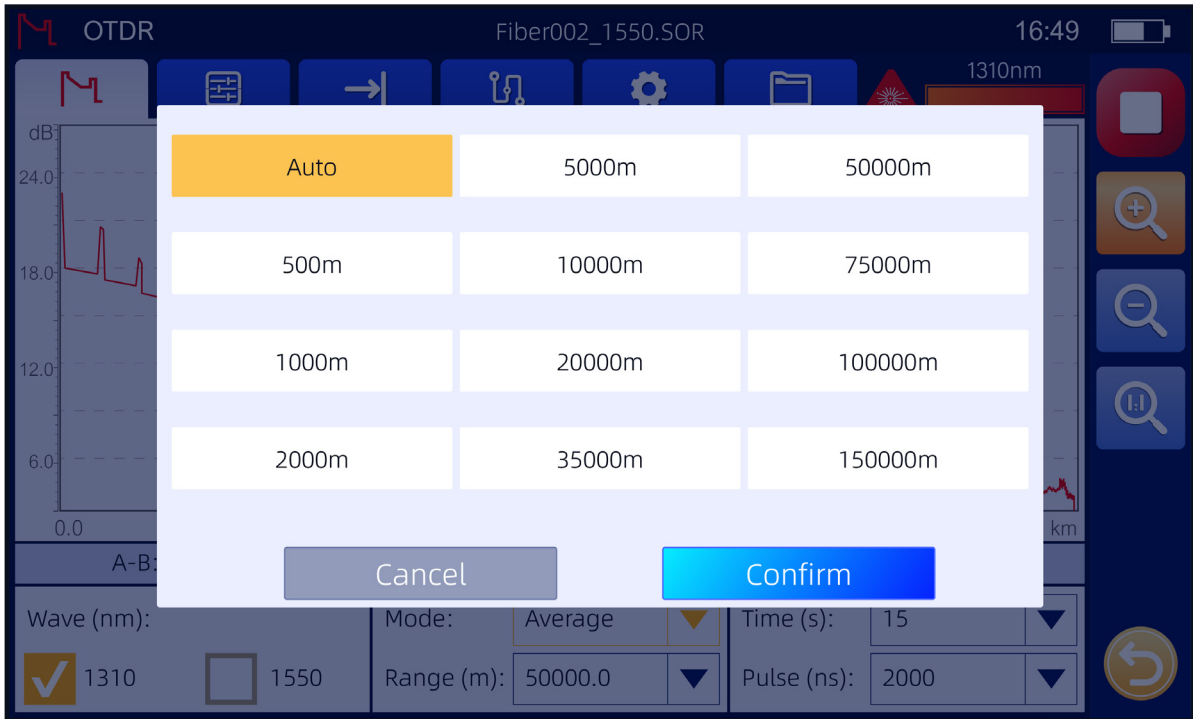 OTDR Fiber002_1550.SOR 16:49
1310nm
dB
24.0
18.0
12.0
6.0
0.0 km
Auto 5000m 50000m
500m 10000m 75000m
1000m 20000m 100000m
2000m 35000m 150000m
Cancel Confirm
1:1
A-B:
Wave (nm): Mode: Average Time (s): 15
1310 1550 Range (m): 50000.0 Pulse (ns): 2000